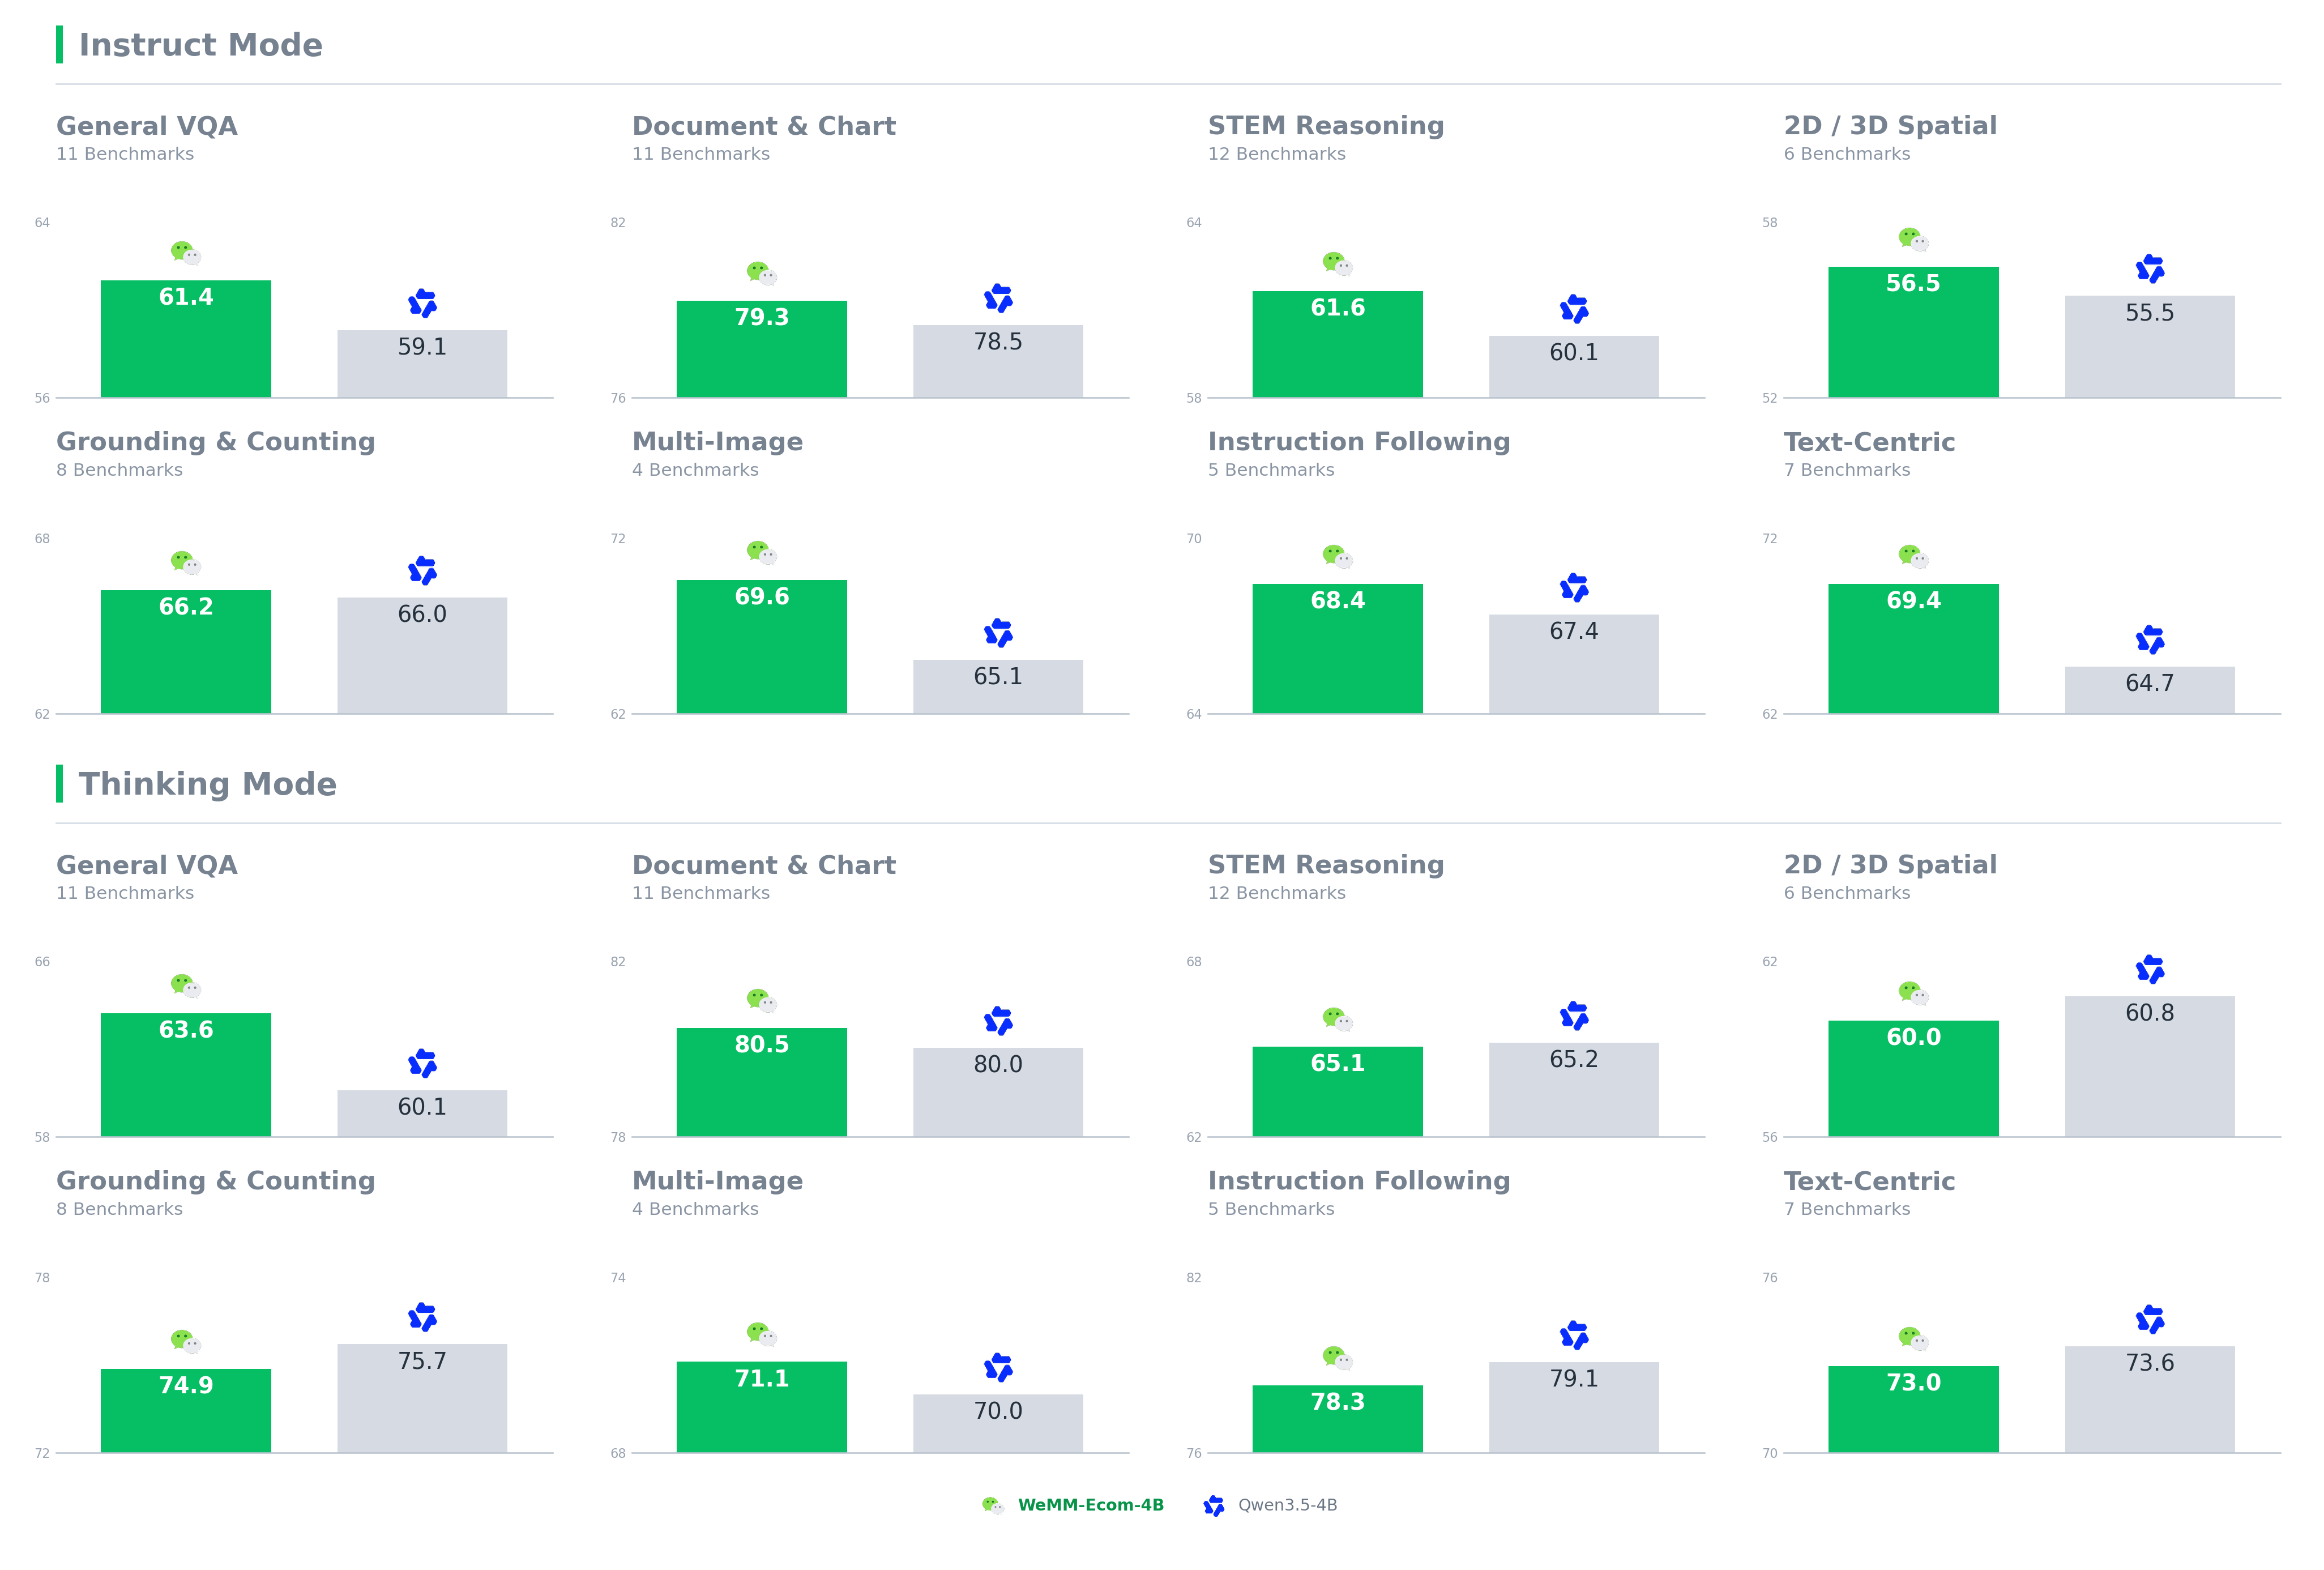 Instruct Mode
General VQA
11 Benchmarks
64
61.4
59.1
56
Document & Chart
11 Benchmarks
82
79.3
78.5
76
STEM Reasoning
12 Benchmarks
64
61.6
60.1
58
2D / 3D Spatial
6 Benchmarks
58
56.5
55.5
52
Grounding & Counting
8 Benchmarks
68
66.2
66.0
62
Multi-Image
4 Benchmarks
72
69.6
65.1
62
Instruction Following
5 Benchmarks
70
68.4
67.4
64
Text-Centric
7 Benchmarks
72
69.4
64.7
62
Thinking Mode
General VQA
11 Benchmarks
66
63.6
60.1
58
Document & Chart
11 Benchmarks
82
80.5
80.0
78
STEM Reasoning
12 Benchmarks
68
65.1
65.2
62
2D / 3D Spatial
6 Benchmarks
62
60.0
60.8
56
Grounding & Counting
8 Benchmarks
78
74.9
75.7
72
Multi-Image
4 Benchmarks
74
71.1
70.0
68
Instruction Following
5 Benchmarks
82
78.3
79.1
76
Text-Centric
7 Benchmarks
76
73.0
73.6
70
WeMM-Ecom-4B
Qwen3.5-4B